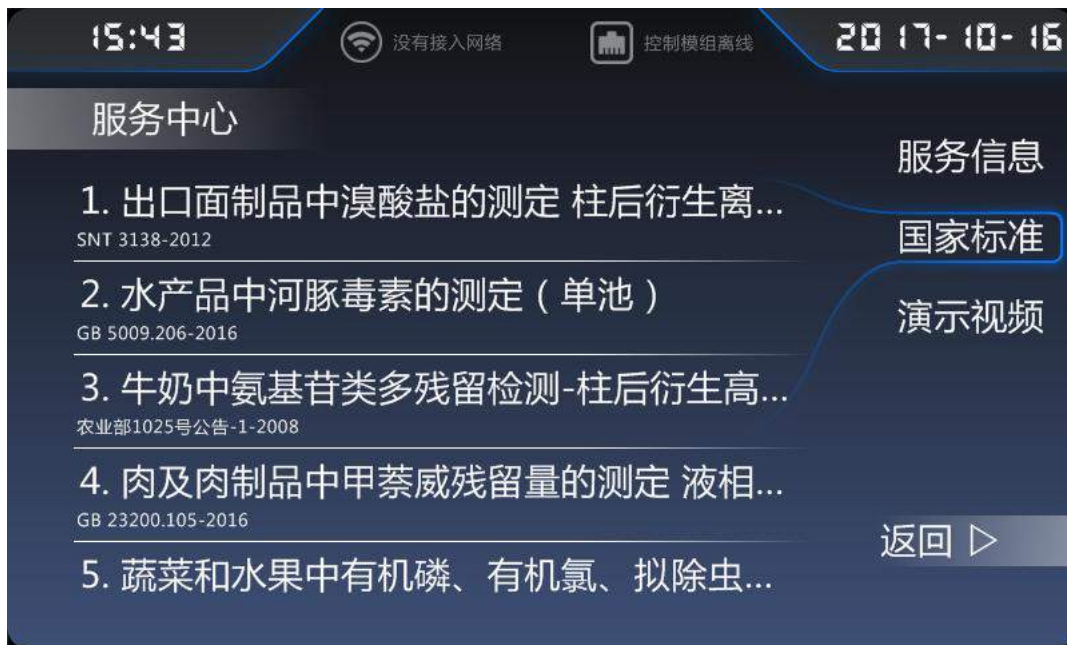 15:43
没有接入网络
控制模组离线
2017-10-16
服务中心
服务信息
1. 出口面制品中溴酸盐的测定 柱后衍生离...
SNT 3138-2012
国家标准
2. 水产品中河豚毒素的测定（单池）
GB 5009.206-2016
演示视频
3. 牛奶中氨基苷类多残留检测-柱后衍生高...
农业部1025号公告-1-2008
4. 肉及肉制品中甲萘威残留量的测定 液相...
GB 23200.105-2016
返回
5. 蔬菜和水果中有机磷、有机氯、拟除虫...